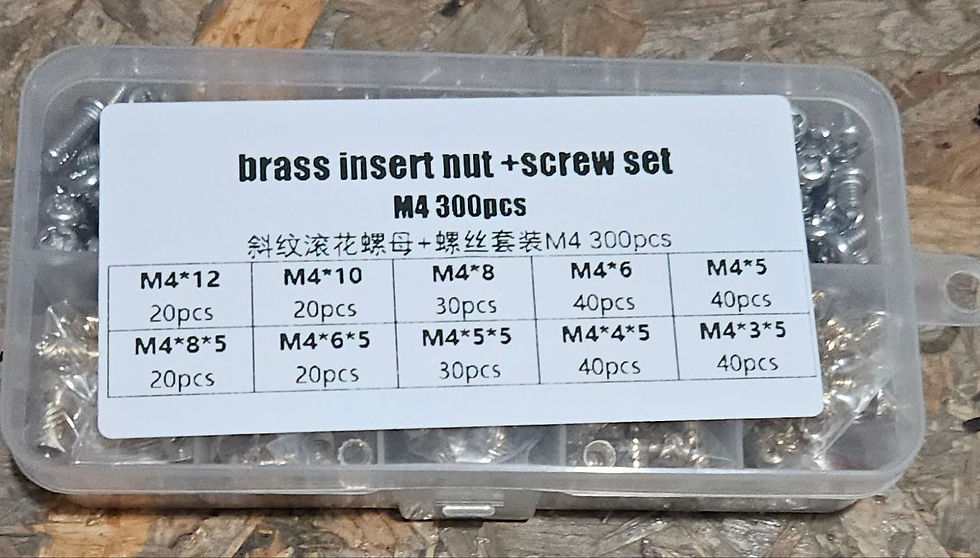 brass insert nut +screw set
M4 300pcs
斜纹滚花螺母+螺丝套装M4 300pcs
M4*12 M4*10 M4*8 M4*6 M4*5
20pcs 20pcs 30pcs 40pcs 40pcs
M4*8*5 M4*6*5 M4*5*5 M4*4*5 M4*3*5
20pcs 20pcs 30pcs 40pcs 40pcs